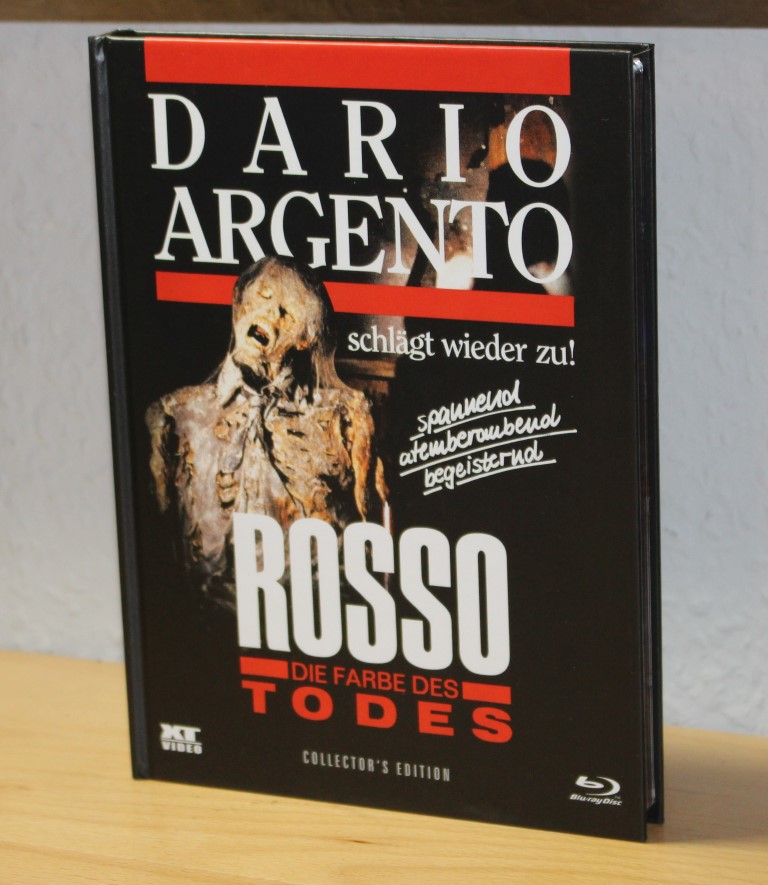 DARIO
ARGENTO
schlägt wieder zu!
spannend
atemberaubend
begeisternd
ROSSO
DIE FARBE DES
TODES
XT
VIDEO
COLLECTOR'S EDITION
Blu-ray Disc